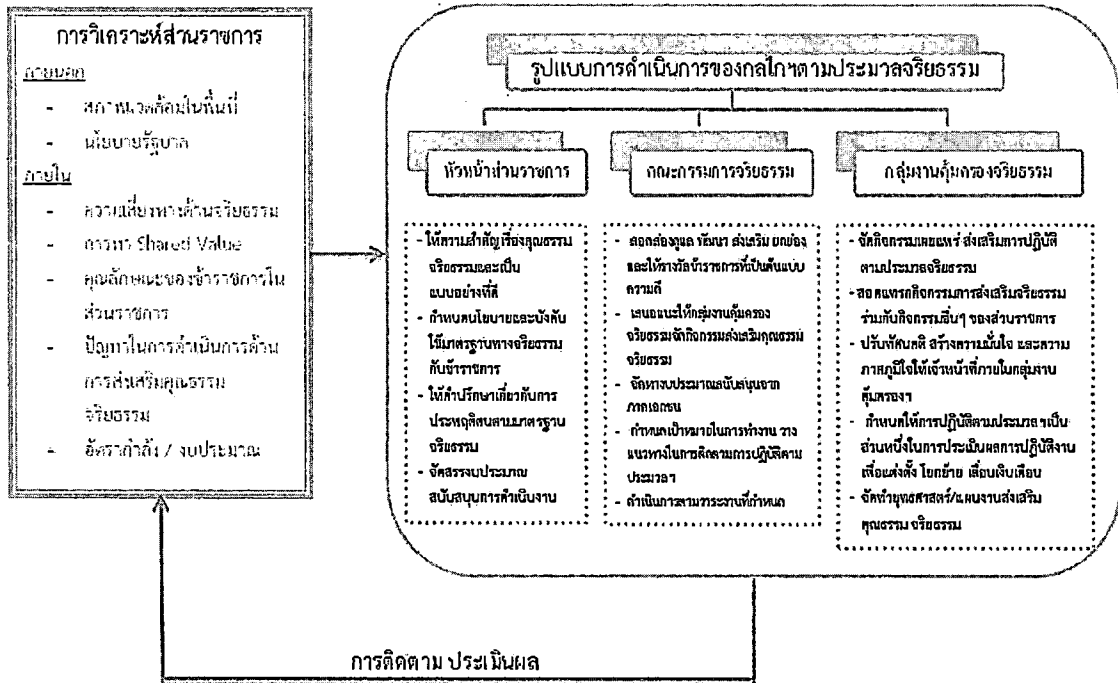 การวิเคราะห์ส่วนราชการ
ภายนอก
- สภาพแวดล้อมในพื้นที่
- นโยบายรัฐบาล
ภายใน
- ความเสี่ยงทางด้านจริยธรรม
- การหา Shared Value
- คุณลักษณะของข้าราชการใน
ส่วนราชการ
- ปัญหาในการดำเนินการด้าน
การส่งเสริมคุณธรรม
จริยธรรม
- อัตรากำลัง / งบประมาณ
รูปแบบการดำเนินการของกลไกฯตามประมวลจริยธรรม
หัวหน้าส่วนราชการ
- ให้ความสำคัญเรื่องคุณธรรม
จริยธรรมและเป็น
แบบอย่างที่ดี
- กำหนดนโยบายและบังคับ
ใช้มาตรฐานทางจริยธรรม
กับข้าราชการ
- ให้คำปรึกษาเกี่ยวกับการ
ประพฤติตนตามมาตรฐาน
จริยธรรม
- จัดสรรงบประมาณ
สนับสนุนการดำเนินงาน
คณะกรรมการจริยธรรม
- สอดส่องดูแล พัฒนา ส่งเสริม ยกย่อง
และให้รางวัลข้าราชการที่เป็นต้นแบบ
ความดี
- เสนอแนะให้กลุ่มงานคุ้มครอง
จริยธรรมจัดกิจกรรมส่งเสริมคุณธรรม
จริยธรรม
- จัดหางบประมาณสนับสนุนจาก
ภาคเอกชน
- กำหนดเป้าหมายในการทำงาน วาง
แนวทางในการติดตามการปฏิบัติตาม
ประมวลฯ
- ดำเนินการตามวาระงานที่กำหนด
กลุ่มงานคุ้มครองจริยธรรม
- จัดกิจกรรมเผยแพร่ ส่งเสริมการปฏิบัติ
ตามประมวลจริยธรรม
- สอดแทรกกิจกรรมการส่งเสริมจริยธรรม
ร่วมกับกิจกรรมอื่นๆ ของส่วนราชการ
- ปรับทัศนคติ สร้างความมั่นใจ และความ
ภาคภูมิใจให้เจ้าหน้าที่ภายในกลุ่มงาน
คุ้มครองฯ
- กำหนดให้การปฏิบัติตามประมวลฯเป็น
ส่วนหนึ่งในการประเมินผลการปฏิบัติงาน
เพื่อแต่งตั้ง โยกย้าย เลื่อนเงินเดือน
- จัดทำยุทธศาสตร์/แผนงานส่งเสริม
คุณธรรม จริยธรรม
การติดตาม ประเมินผล